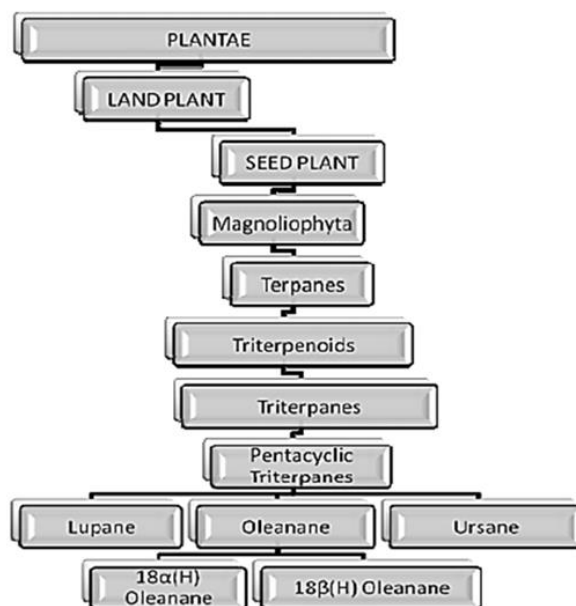 PLANTAE
LAND PLANT
SEED PLANT
Magnoliophyta
Terpanes
Triterpenoids
Triterpanes
Pentacyclic
Triterpanes
Lupane
Oleanane
Ursane
18α(H)
Oleanane
18β(H) Oleanane